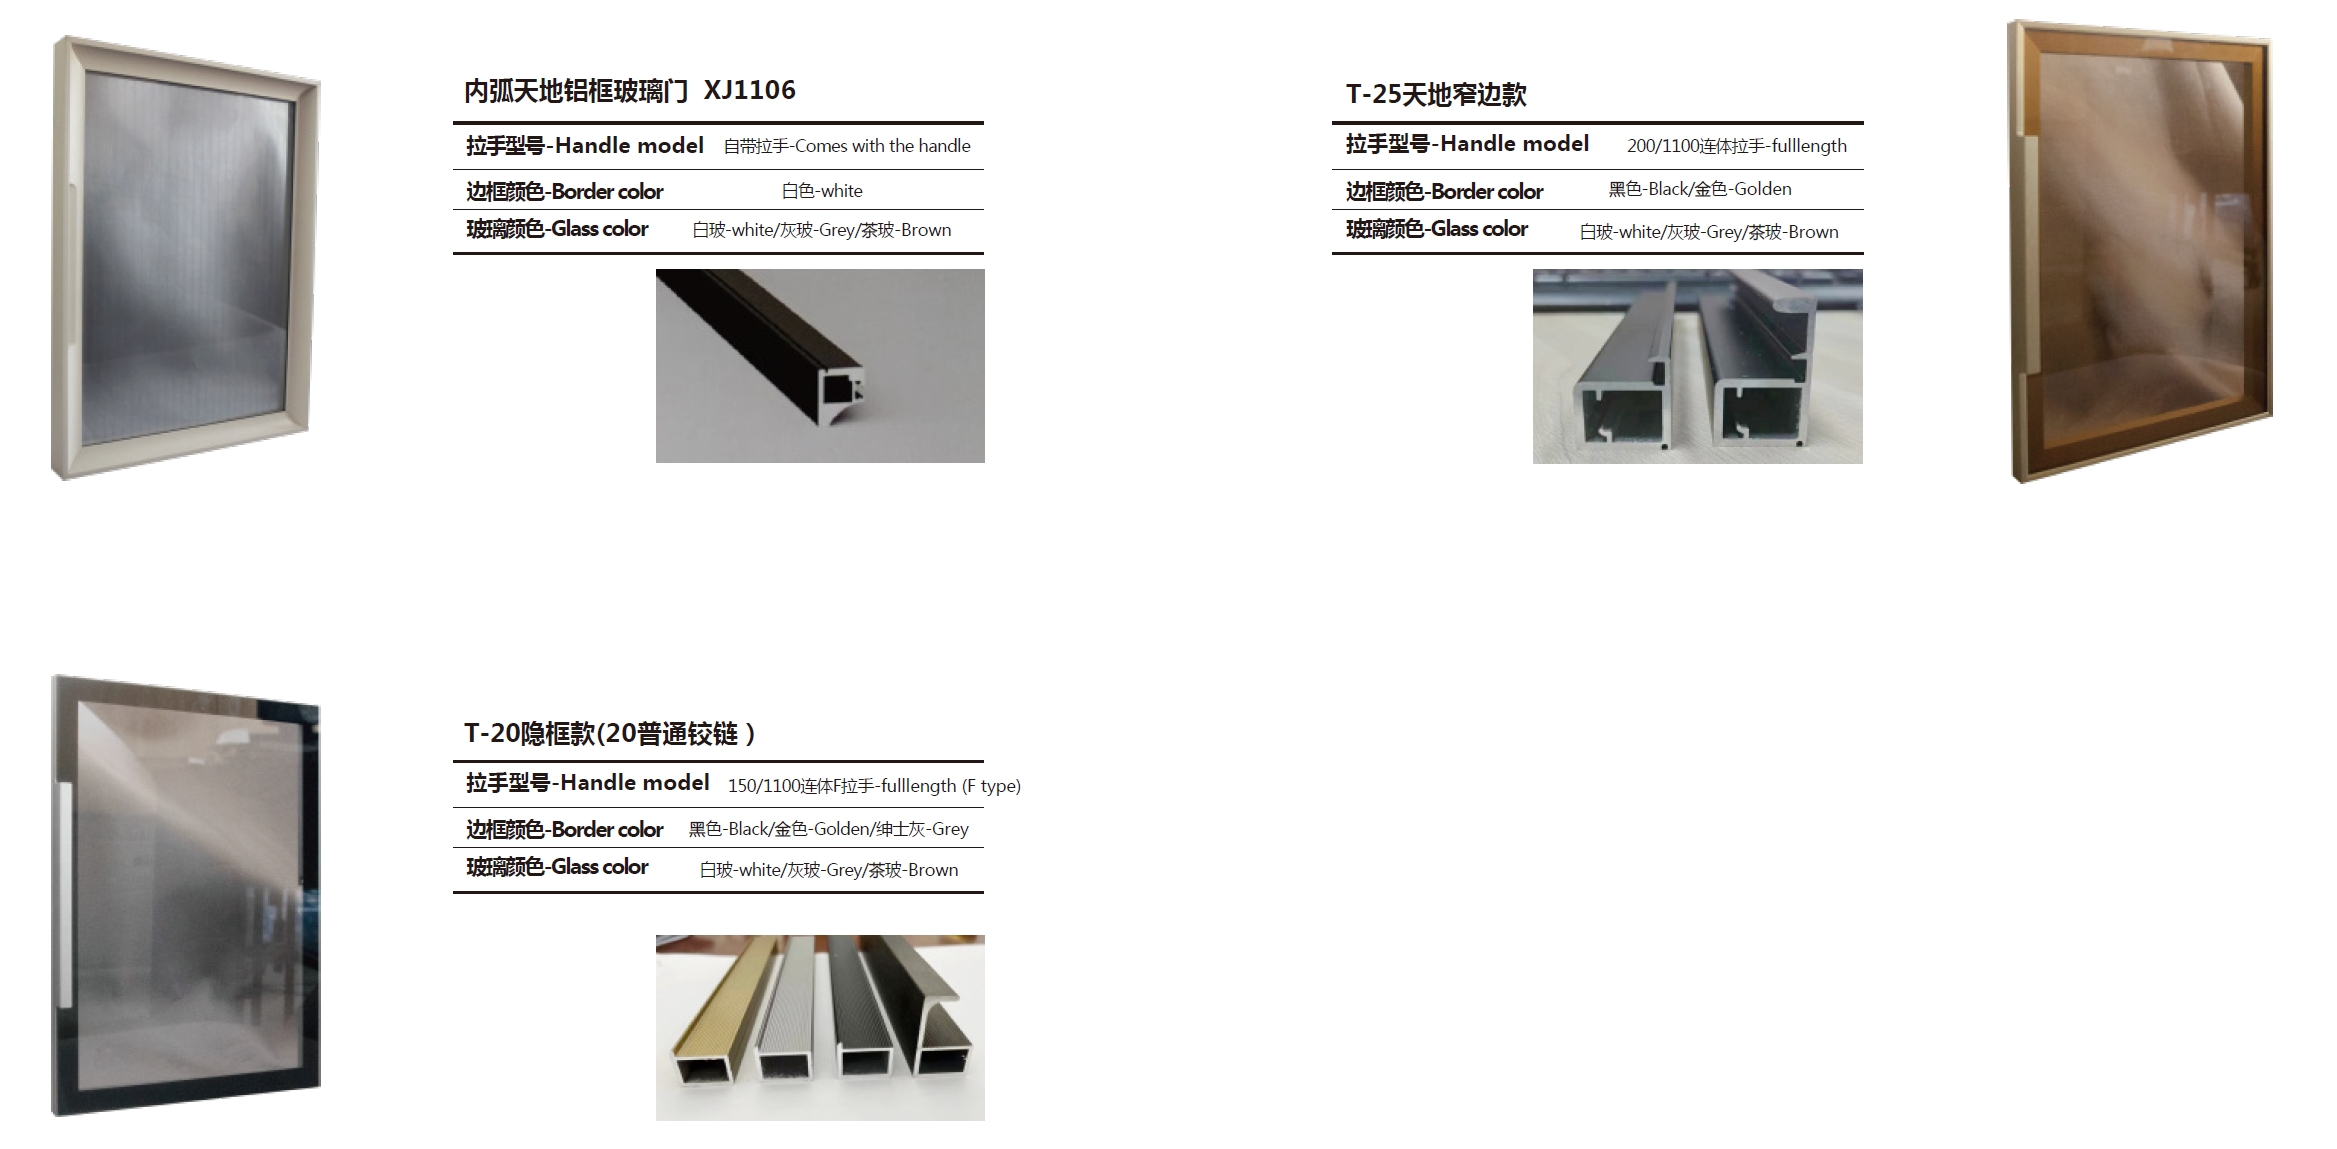 内弧天地铝框玻璃门 XJ1106
拉手型号-Handle model 自带拉手-Comes with the handle
边框颜色-Border color 白色-white
玻璃颜色-Glass color 白玻-white/灰玻-Grey/茶玻-Brown
T-25天地窄边款
拉手型号-Handle model 200/1100连体拉手-fulllength
边框颜色-Border color 黑色-Black/金色-Golden
玻璃颜色-Glass color 白玻-white/灰玻-Grey/茶玻-Brown
T-20隐框款(20普通铰链 )
拉手型号-Handle model 150/1100连体F拉手-fulllength (F type)
边框颜色-Border color 黑色-Black/金色-Golden/绅士灰-Grey
玻璃颜色-Glass color 白玻-white/灰玻-Grey/茶玻-Brown